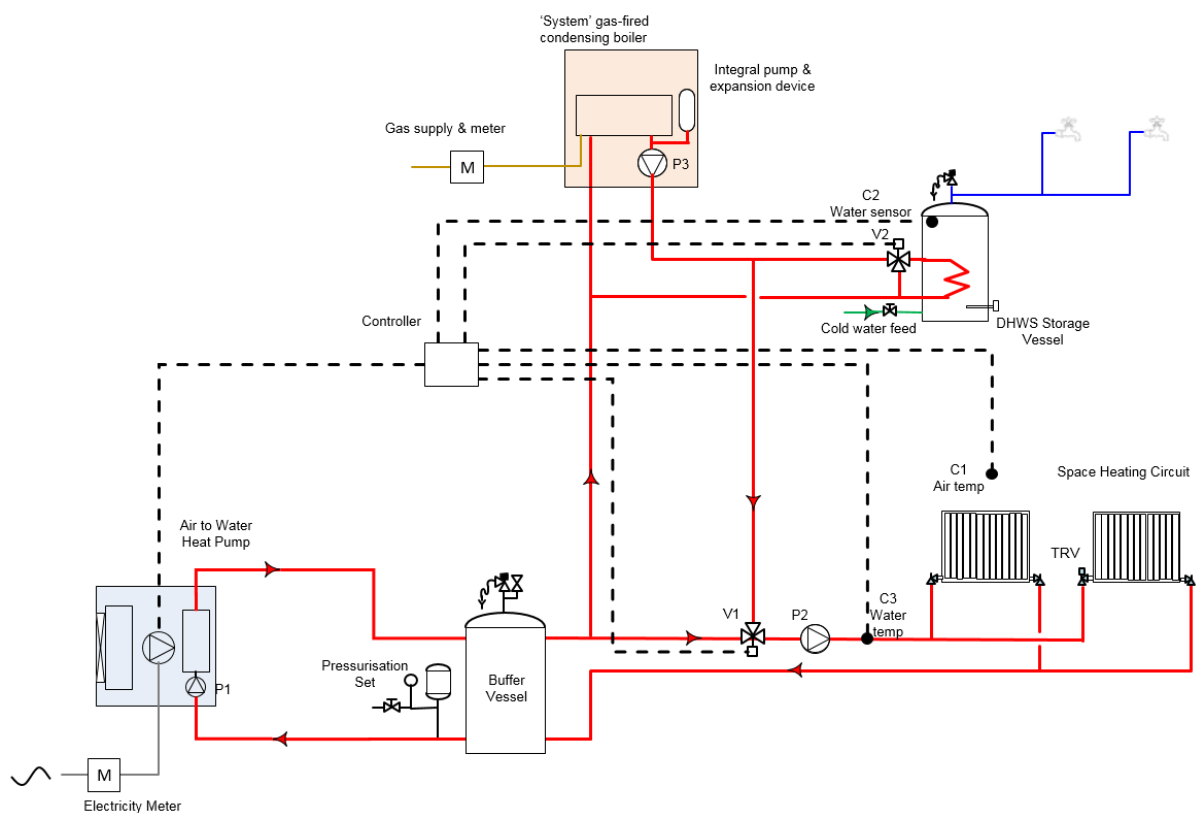 ‘System’ gas-fired
condensing boiler
Integral pump &
expansion device
Gas supply & meter
M
P3
C2
Water sensor
V2
Controller
Cold water feed
DHWS Storage
Vessel
C1
Air temp
Space Heating Circuit
Air to Water
Heat Pump
TRV
V1
P2
C3
Water
temp
Pressurisation
Set
Buffer
Vessel
P1
M
Electricity Meter